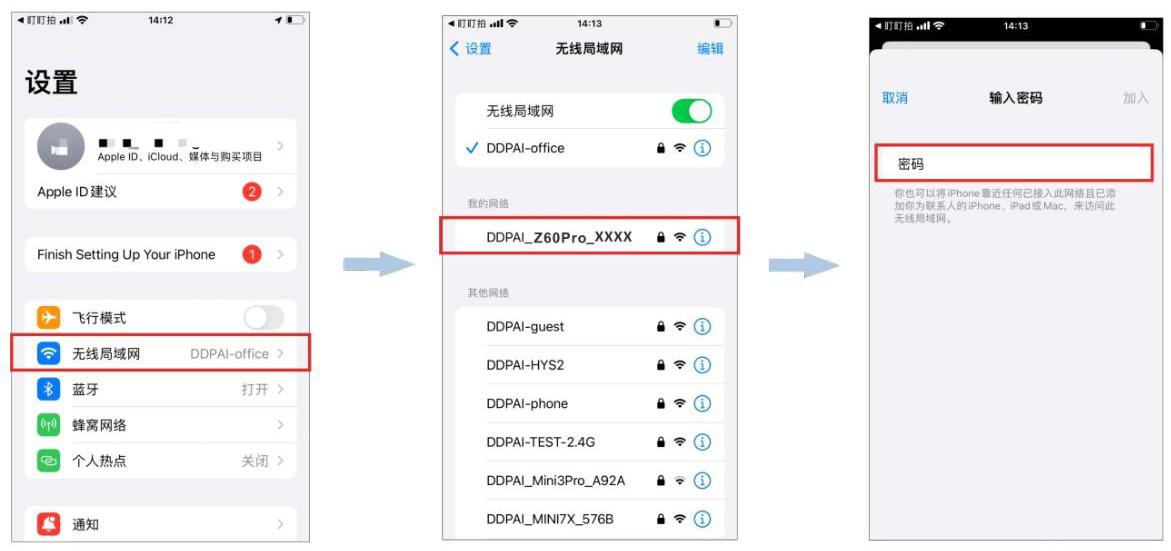 ◀ 盯盯拍 14:12
设置
Apple ID、iCloud、媒体与购买项目
Apple ID 建议 2
Finish Setting Up Your iPhone 1
飞行模式
无线局域网 DDPAI-office
蓝牙 打开
蜂窝网络
个人热点 关闭
通知
◀ 盯盯拍 14:13
设置 无线局域网 编辑
无线局域网
DDPAI-office
我的网络
DDPAI_Z60Pro_XXXX
其他网络
DDPAI-guest
DDPAI-HYS2
DDPAI-phone
DDPAI-TEST-2.4G
DDPAI_Mini3Pro_A92A
DDPAI_MINI7X_576B
◀ 盯盯拍 14:13
取消 输入密码 加入
密码
你也可以将iPhone靠近任何已接入此网络且已添
加你为联系人的iPhone、iPad或Mac，来访问此
无线局域网。